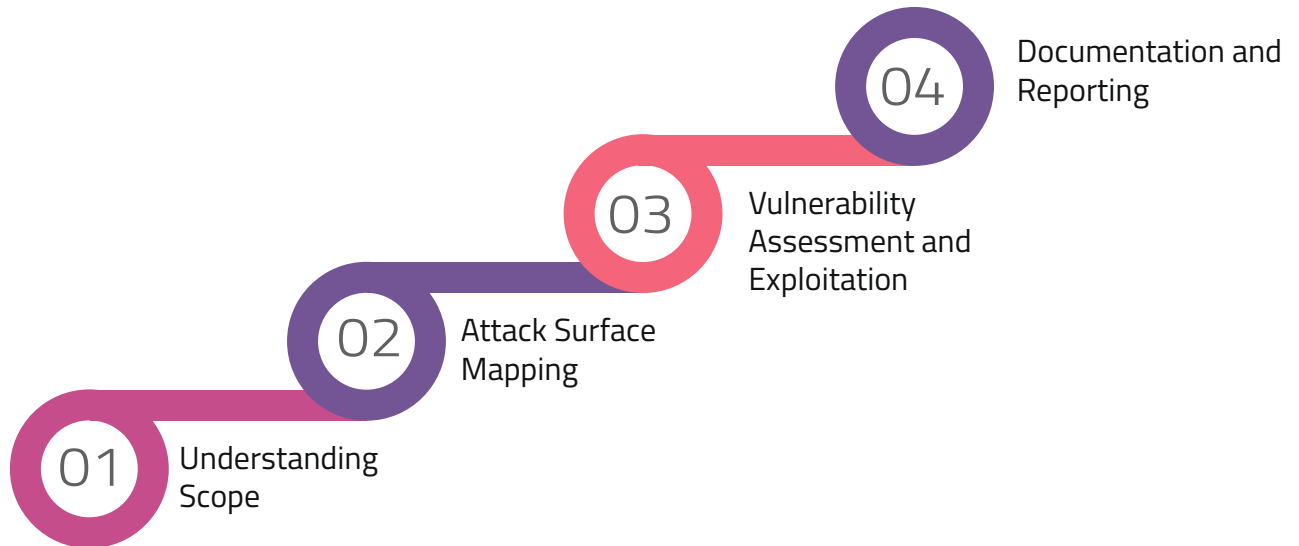 01
Understanding
Scope
02
Attack Surface
Mapping
03
Vulnerability
Assessment and
Exploitation
04
Documentation and
Reporting